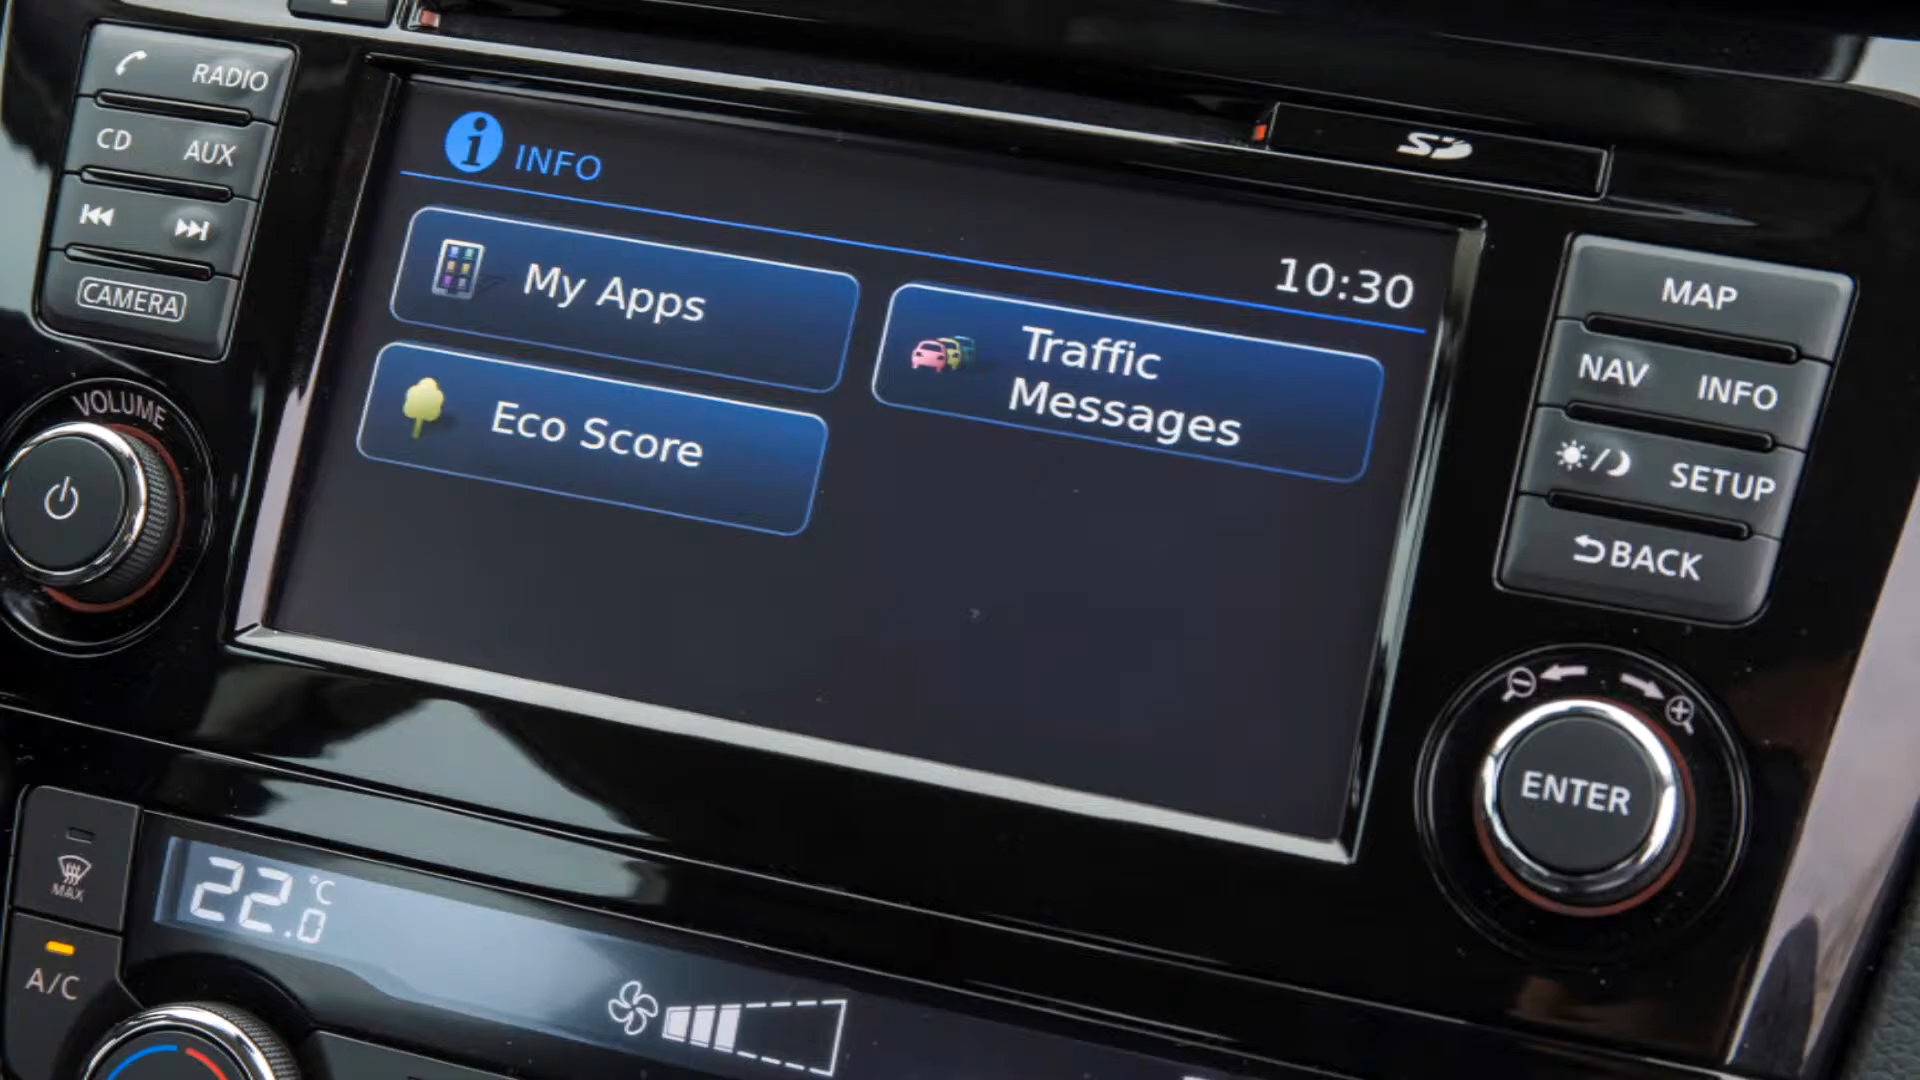 RADIO
CD AUX
CAMERA
VOLUME
INFO
10:30
My Apps
Traffic
Messages
Eco Score
SD
MAP
NAV INFO
SETUP
BACK
ENTER
MAX
A/C
22.0 °C